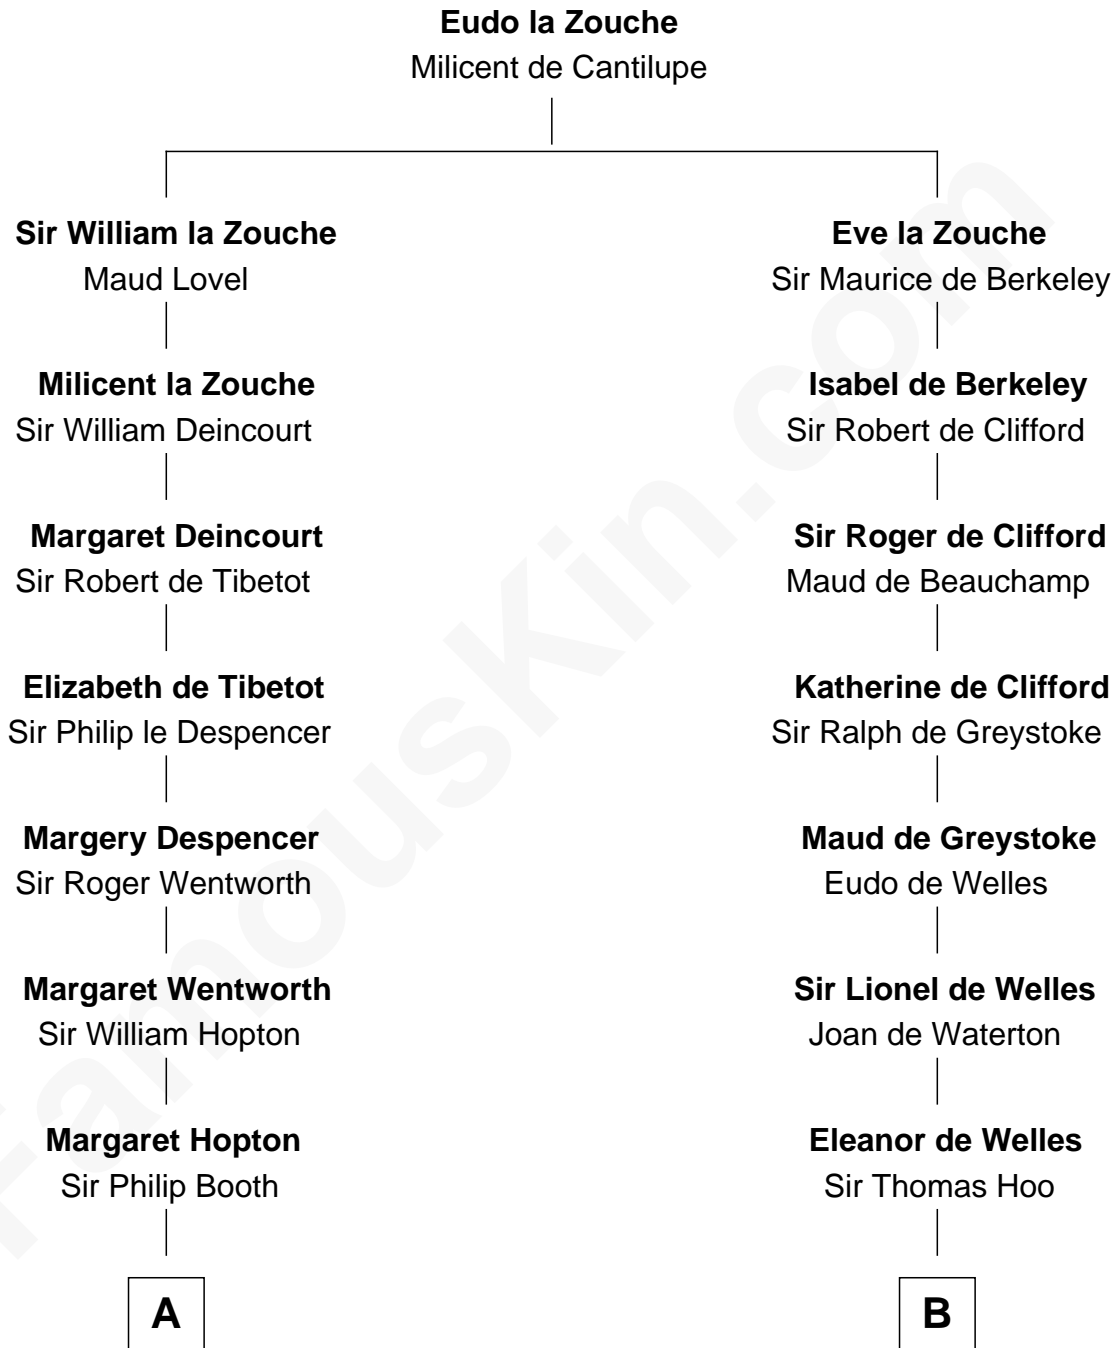 Eudo la Zouche
Milicent de Cantilupe
Sir William la Zouche
Maud Lovel
Eve la Zouche
Sir Maurice de Berkeley
Milicent la Zouche
Sir William Deincourt
Isabel de Berkeley
Sir Robert de Clifford
Margaret Deincourt
Sir Robert de Tibetot
Sir Roger de Clifford
Maud de Beauchamp
Elizabeth de Tibetot
Sir Philip le Despencer
Katherine de Clifford
Sir Ralph de Greystoke
Margery Despencer
Sir Roger Wentworth
Maud de Greystoke
Eudo de Welles
Margaret Wentworth
Sir William Hopton
Sir Lionel de Welles
Joan de Waterton
Margaret Hopton
Sir Philip Booth
Eleanor de Welles
Sir Thomas Hoo
A
B
FamousKin.com